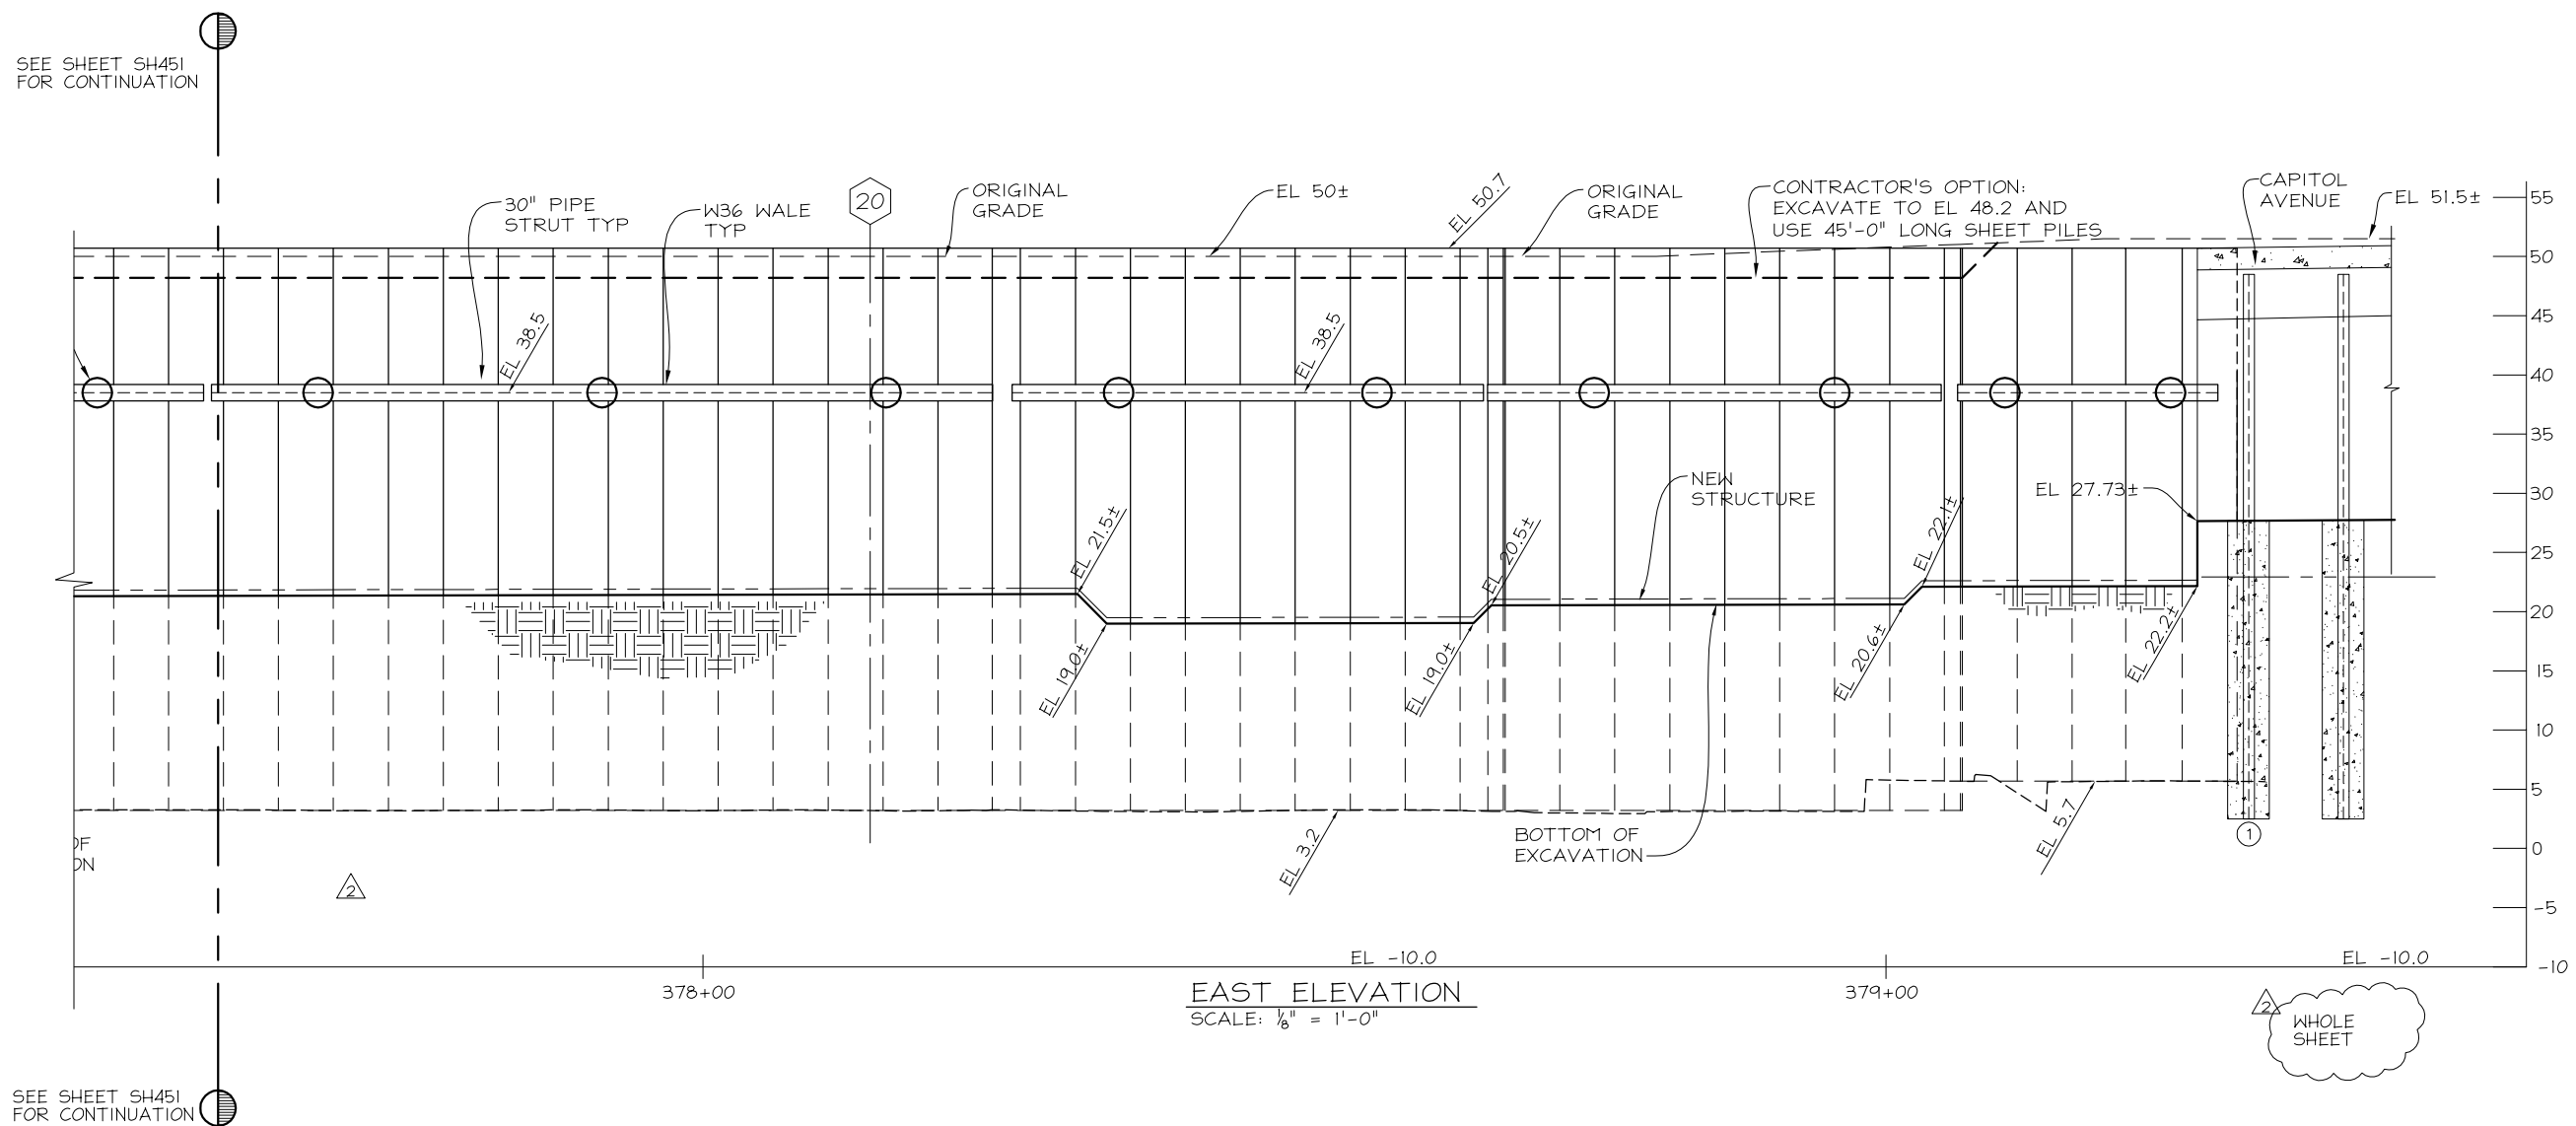 SEE SHEET SH451
FOR CONTINUATION
30" PIPE
STRUT TYP
W36 WALE
TYP
20
ORIGINAL
GRADE
EL 50±
EL 50.7
ORIGINAL
GRADE
CONTRACTOR'S OPTION:
EXCAVATE TO EL 48.2 AND
USE 45'-0" LONG SHEET PILES
CAPITOL
AVENUE
EL 51.5±
55
50
45
40
35
30
25
20
15
10
5
0
-5
-10
EL 38.5
EL 38.5
NEW
STRUCTURE
EL 27.73±
EL 21.5±
EL 20.5±
EL 22.1±
EL 19.0±
EL 19.0±
EL 20.6±
EL 22.2±
EL 3.2
BOTTOM OF
EXCAVATION
EL 5.7
1
OF
ON
2
EL -10.0
EL -10.0
378+00
379+00
EAST ELEVATION
SCALE: ⅛" = 1'-0"
2
WHOLE
SHEET
SEE SHEET SH451
FOR CONTINUATION